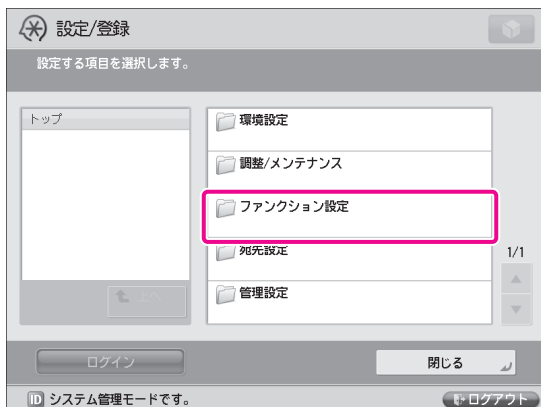 設定/登録
設定する項目を選択します。
トップ
環境設定
調整/メンテナンス
ファンクション設定
宛先設定
管理設定
1/1
上へ
ログイン
閉じる
ID システム管理モードです。
ログアウト